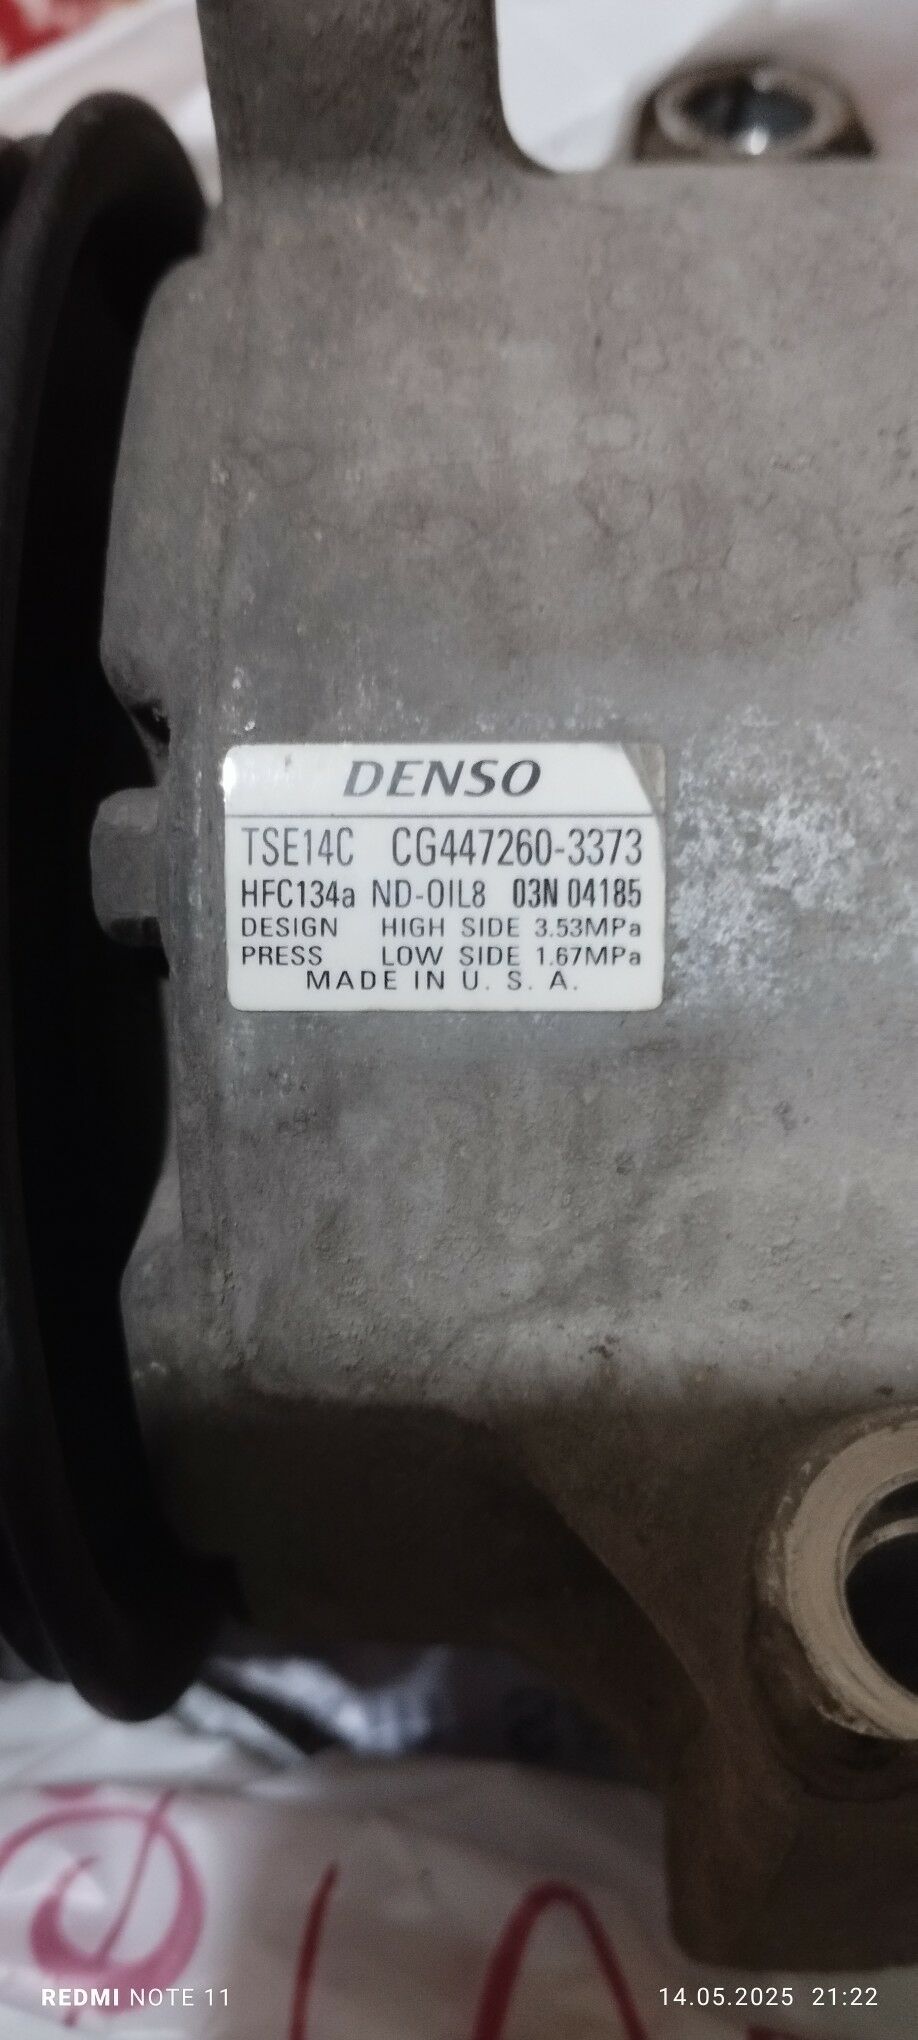 DENSO
TSE14C CG447260-3373
HFC134a ND-OIL8 03N 04185
DESIGN HIGH SIDE 3.53MPa
PRESS LOW SIDE 1.67MPa
MADE IN U. S. A.
REDMI NOTE 11 14.05.2025 21:22